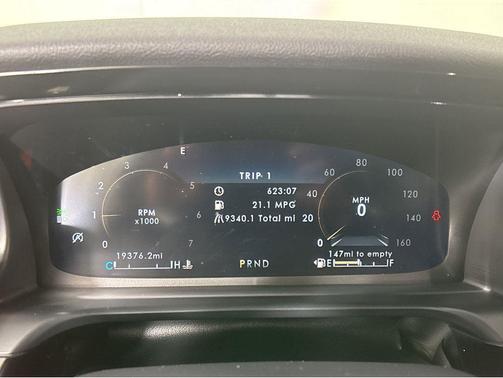 E
TRIP 1
623:07
21.1 MPG
9340.1 Total mi
0 1 2 3 4 5 6 7
RPM
x1000
0 20 40 60 80 100 120 140 160
MPH
0
19376.2mi
C H
PRND
147mi to empty
E F